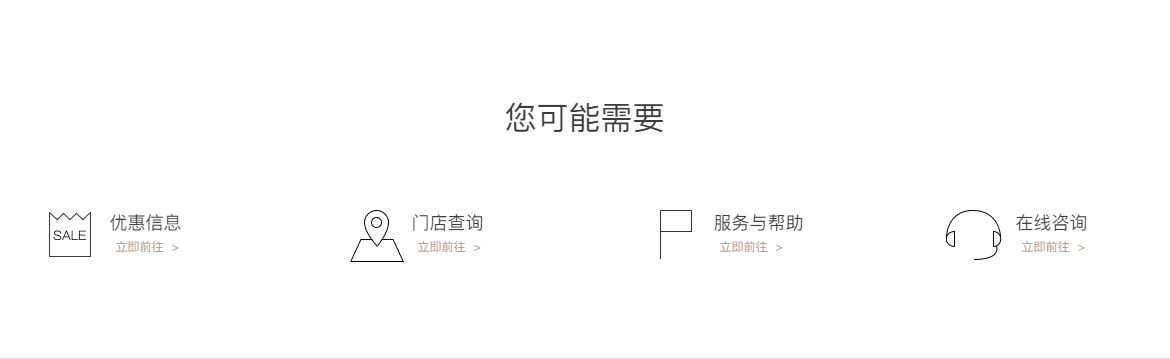 您可能需要
SALE
优惠信息
立即前往 >
门店查询
立即前往 >
服务与帮助
立即前往 >
在线咨询
立即前往 >